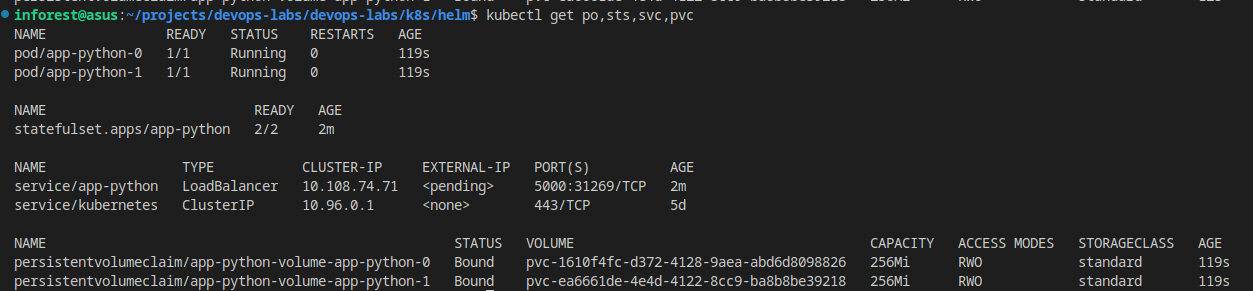 inforest@asus:~/projects/devops-labs/devops-labs/k8s/helm$ kubectl get po,sts,svc,pvc
NAME READY STATUS RESTARTS AGE
pod/app-python-0 1/1 Running 0 119s
pod/app-python-1 1/1 Running 0 119s
NAME READY AGE
statefulset.apps/app-python 2/2 2m
NAME TYPE CLUSTER-IP EXTERNAL-IP PORT(S) AGE
service/app-python LoadBalancer 10.108.74.71 <pending> 5000:31269/TCP 2m
service/kubernetes ClusterIP 10.96.0.1 <none> 443/TCP 5d
NAME STATUS VOLUME CAPACITY ACCESS MODES STORAGECLASS AGE
persistentvolumeclaim/app-python-volume-app-python-0 Bound pvc-1610f4fc-d372-4128-9aea-abd6d8098826 256Mi RWO standard 119s
persistentvolumeclaim/app-python-volume-app-python-1 Bound pvc-ea6661de-4e4d-4122-8cc9-ba8b8be39218 256Mi RWO standard 119s